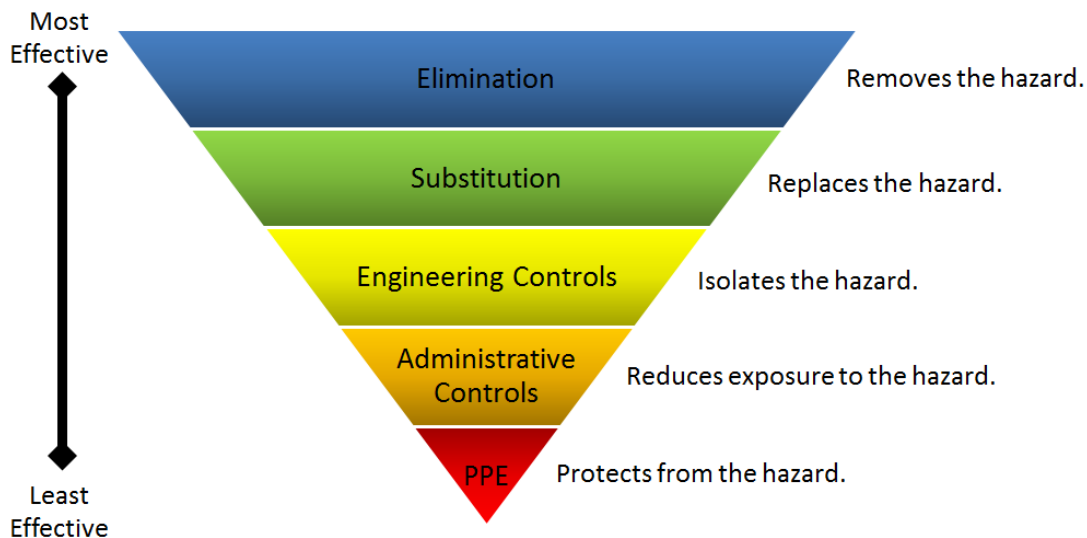 Most
Effective
Elimination
Removes the hazard.
Substitution
Replaces the hazard.
Engineering Controls
Isolates the hazard.
Administrative
Controls
Reduces exposure to the hazard.
PPE
Protects from the hazard.
Least
Effective